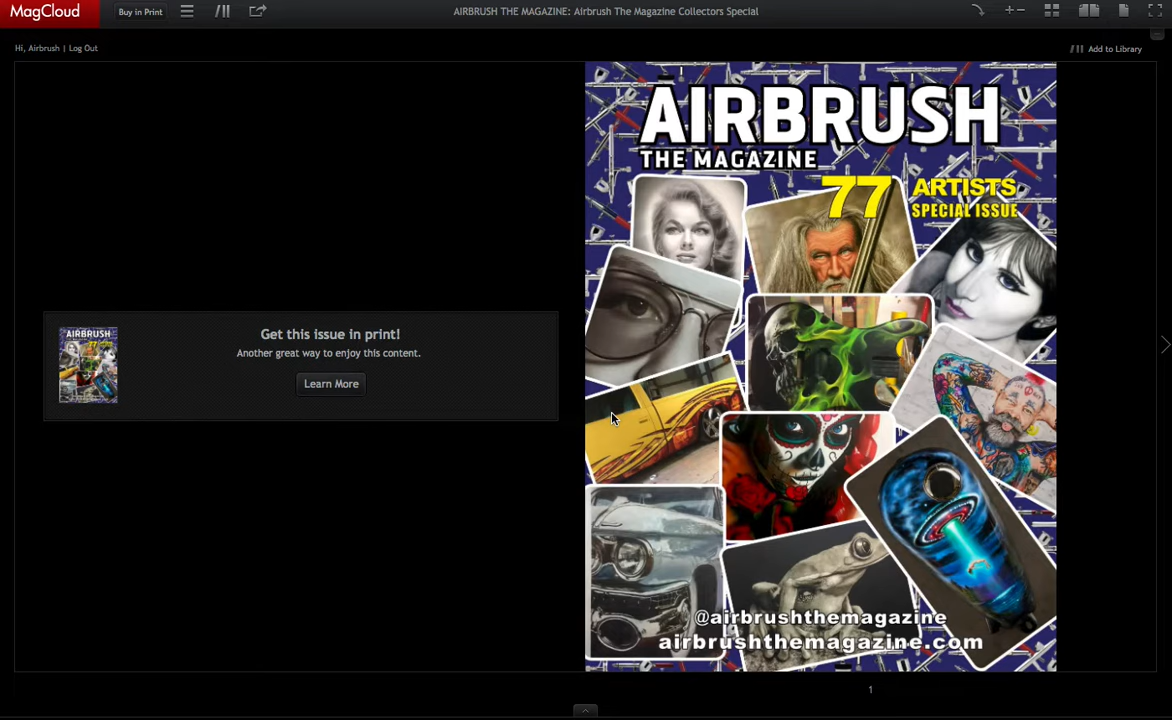 MagCloud
Buy in Print
AIRBRUSH THE MAGAZINE: Airbrush The Magazine Collectors Special
Hi, Airbrush | Log Out
Add to Library
AIRBRUSH
THE MAGAZINE
77 ARTISTS
SPECIAL ISSUE
AIRBRUSH
77
Get this issue in print!
Another great way to enjoy this content.
Learn More
@airbrushthemagazine
airbrushthemagazine.com
1